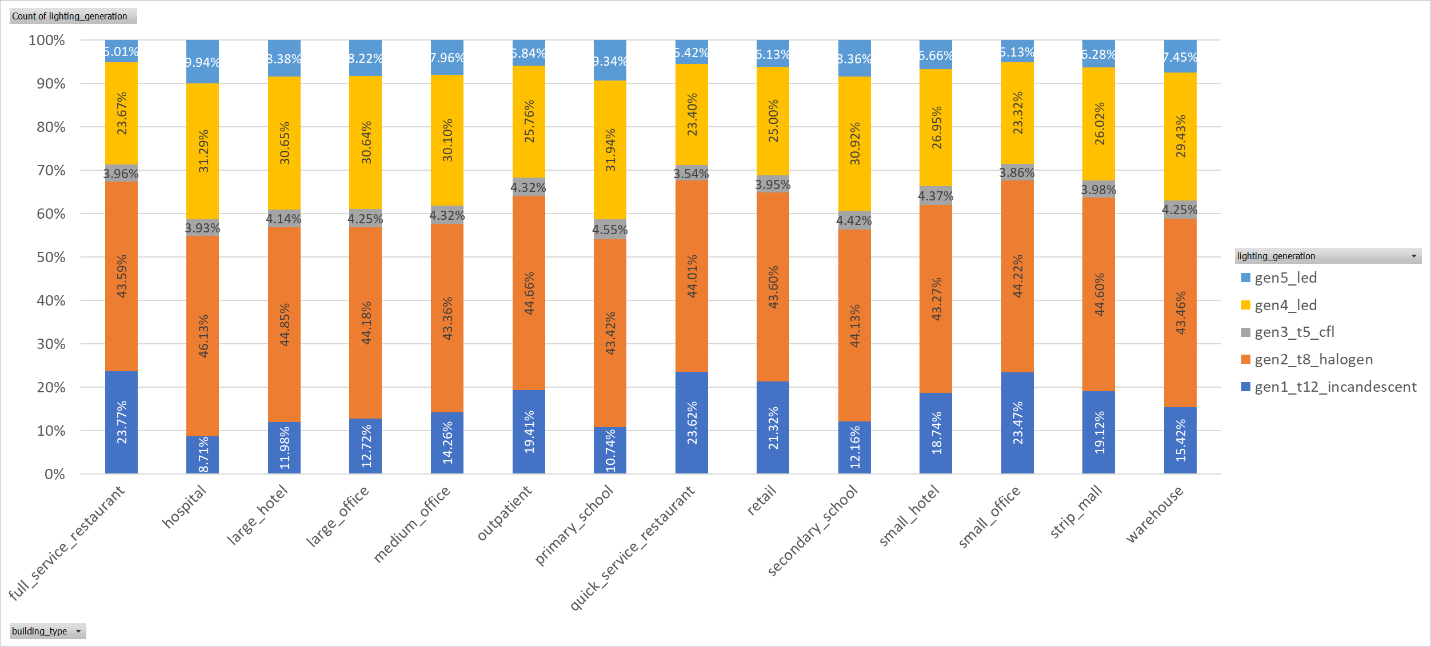 Count of lighting_generation
100%
90%
80%
70%
60%
50%
40%
30%
20%
10%
0%
5.01% 9.94% 8.38% 8.22% 7.96% 5.84% 9.34% 5.42% 6.13% 8.36% 6.66% 5.13% 6.28% 7.45%
23.67% 31.29% 30.65% 30.64% 30.10% 25.76% 31.94% 23.40% 25.00% 30.92% 26.95% 23.32% 26.02% 29.43%
3.96% 3.93% 4.14% 4.25% 4.32% 4.32% 4.55% 3.54% 3.95% 4.42% 4.37% 3.86% 3.98% 4.25%
43.59% 46.13% 44.85% 44.18% 43.36% 44.66% 43.42% 44.01% 43.60% 44.13% 43.27% 44.22% 44.60% 43.46%
23.77% 8.71% 11.98% 12.72% 14.26% 19.41% 10.74% 23.62% 21.32% 12.16% 18.74% 23.47% 19.12% 15.42%
full_service_restaurant
hospital
large_hotel
large_office
medium_office
outpatient
primary_school
quick_service_restaurant
retail
secondary_school
small_hotel
small_office
strip_mall
warehouse
lighting_generation
gen5_led
gen4_led
gen3_t5_cfl
gen2_t8_halogen
gen1_t12_incandescent
building_type